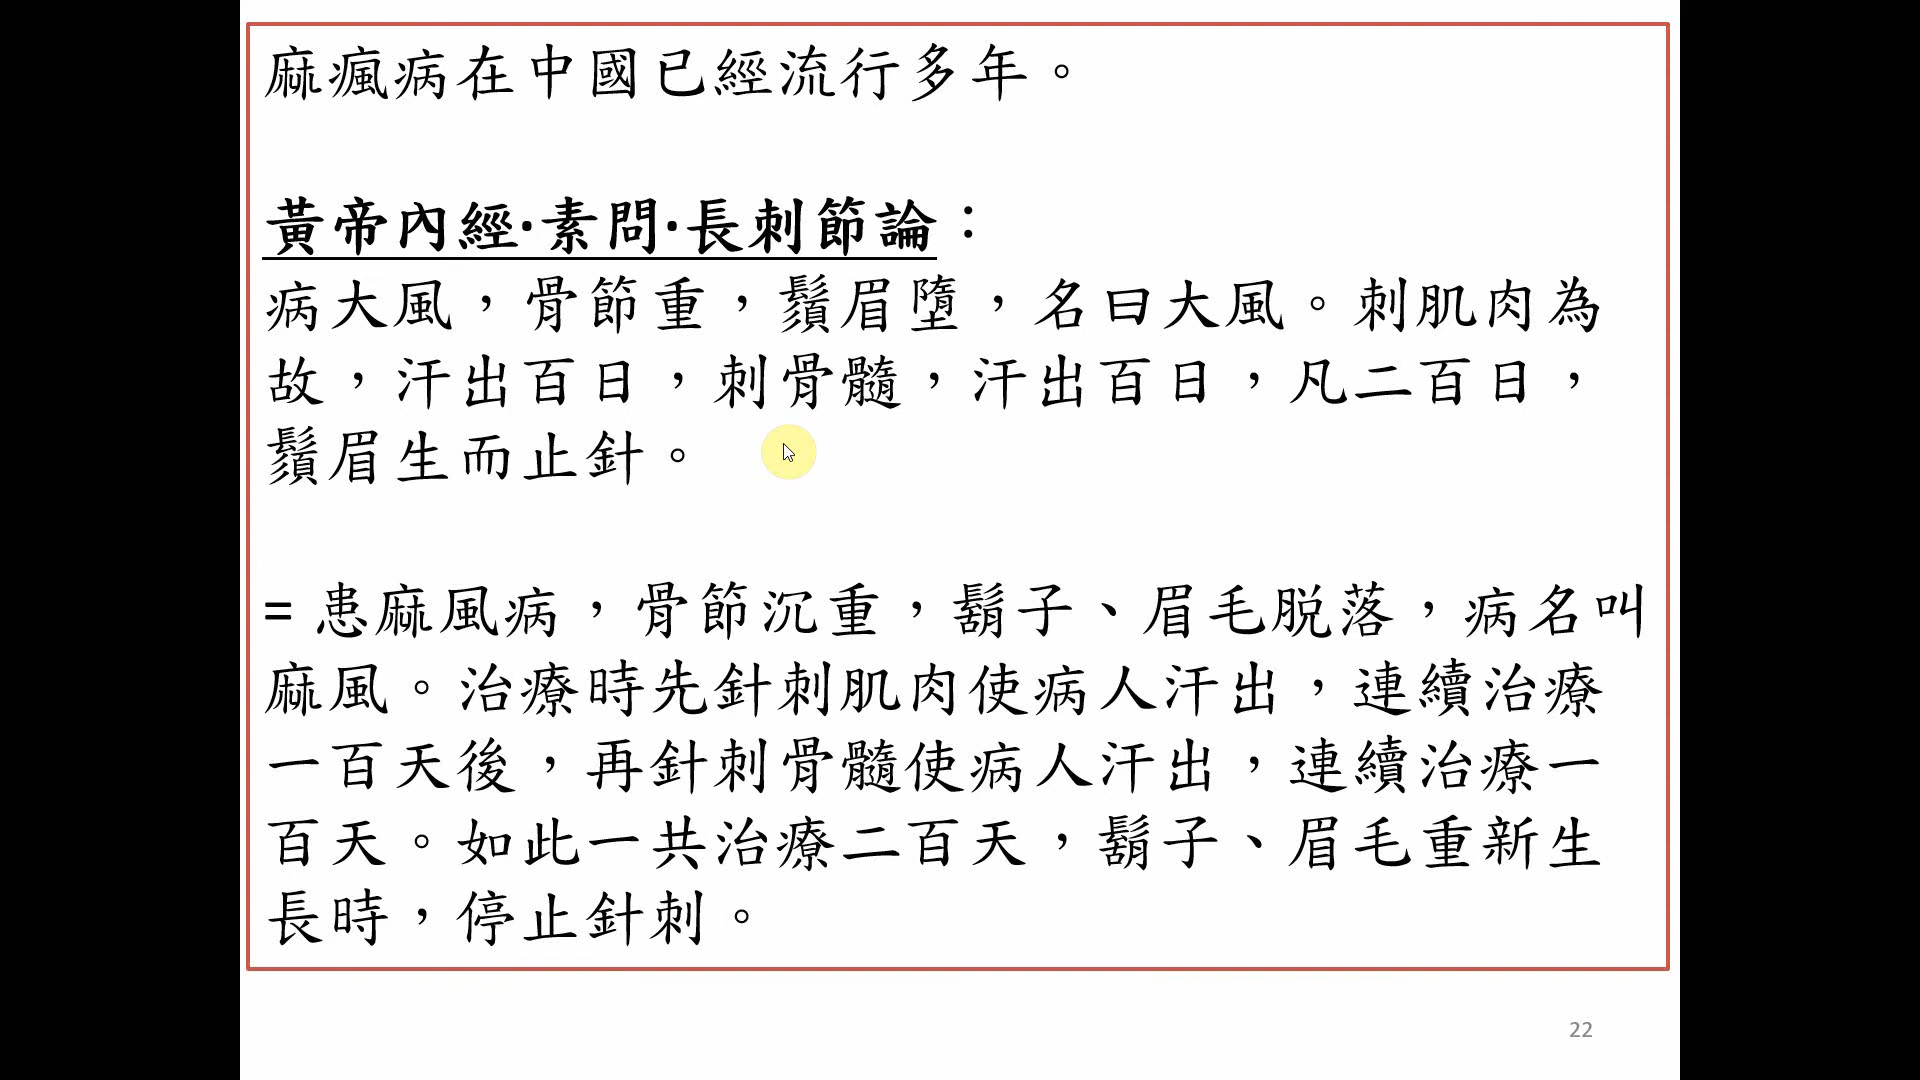 麻瘋病在中國已經流行多年。
黃帝內經·素問·長刺節論：
病大風，骨節重，鬚眉墮，名曰大風。刺肌肉為
故，汗出百日，刺骨髓，汗出百日，凡二百日，
鬚眉生而止針。
= 患麻風病，骨節沉重，鬍子、眉毛脫落，病名叫
麻風。治療時先針刺肌肉使病人汗出，連續治療
一百天後，再針刺骨髓使病人汗出，連續治療一
百天。如此一共治療二百天，鬍子、眉毛重新生
長時，停止針刺。
22